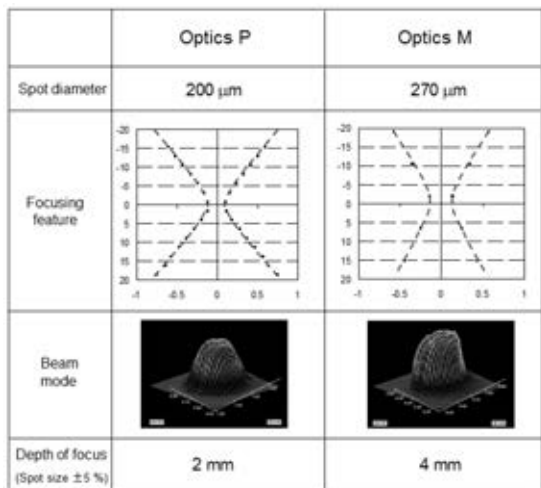 Optics P
Optics M
Spot diameter
200 μm
270 μm
Focusing
feature
-20
-15
-10
-5
0
5
10
15
20
-1
-0.5
0
0.5
1
-20
-15
-10
-5
0
5
10
15
20
-1
-0.5
0
0.5
1
Beam
mode
Depth of focus
(Spot size ±5 %)
2 mm
4 mm